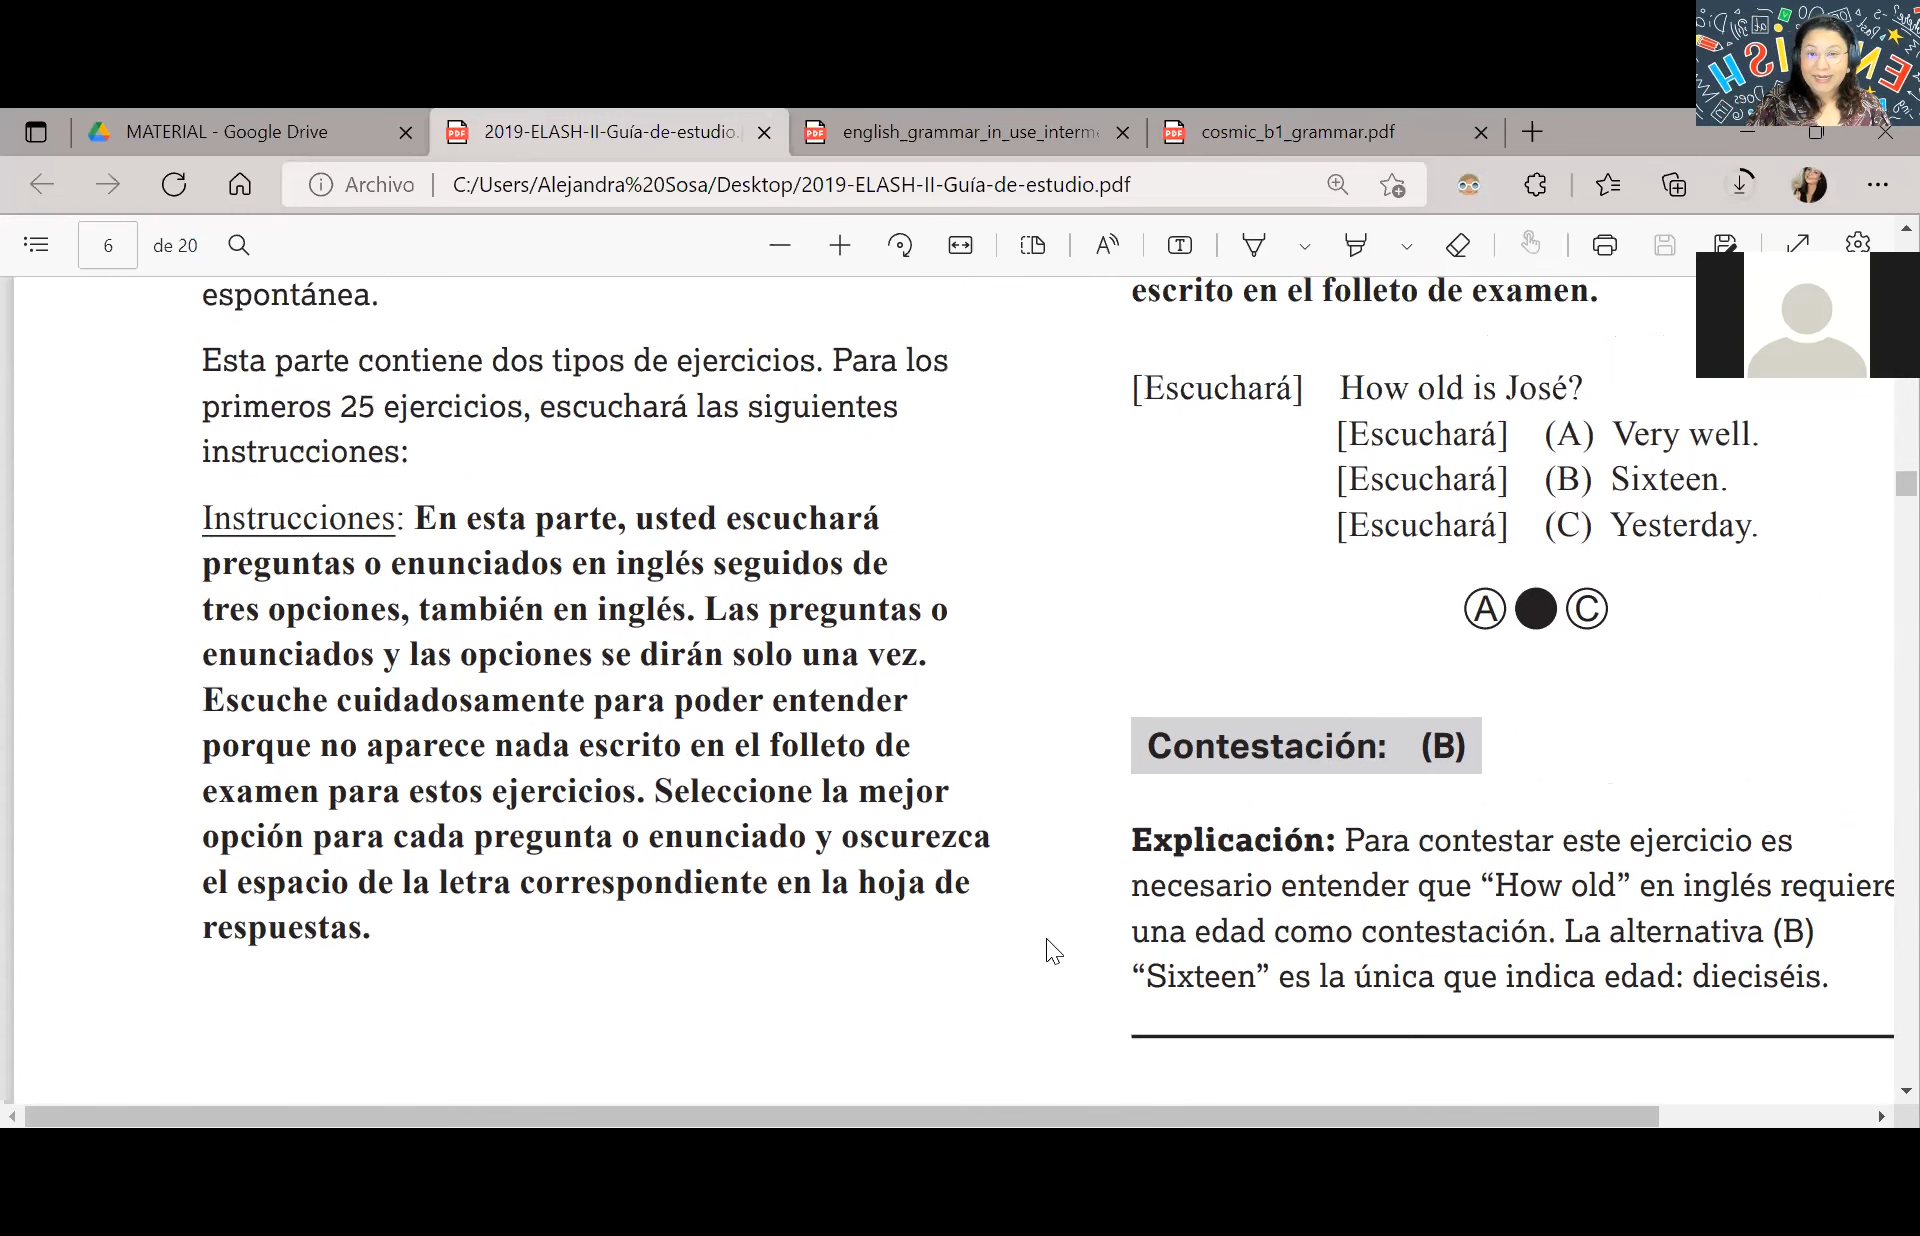 MATERIAL - Google Drive
2019-ELASH-II-Guía-de-estudio.
english_grammar_in_use_interme
cosmic_b1_grammar.pdf
Archivo
C:/Users/Alejandra%20Sosa/Desktop/2019-ELASH-II-Guía-de-estudio.pdf
6
de 20
espontánea.
Esta parte contiene dos tipos de ejercicios. Para los
primeros 25 ejercicios, escuchará las siguientes
instrucciones:
Instrucciones: En esta parte, usted escuchará
preguntas o enunciados en inglés seguidos de
tres opciones, también en inglés. Las preguntas o
enunciados y las opciones se dirán solo una vez.
Escuche cuidadosamente para poder entender
porque no aparece nada escrito en el folleto de
examen para estos ejercicios. Seleccione la mejor
opción para cada pregunta o enunciado y oscurezca
el espacio de la letra correspondiente en la hoja de
respuestas.
escrito en el folleto de examen.
[Escuchará] How old is José?
[Escuchará] (A) Very well.
[Escuchará] (B) Sixteen.
[Escuchará] (C) Yesterday.
A C
Contestación: (B)
Explicación: Para contestar este ejercicio es
necesario entender que “How old” en inglés requiere
una edad como contestación. La alternativa (B)
“Sixteen” es la única que indica edad: dieciséis.